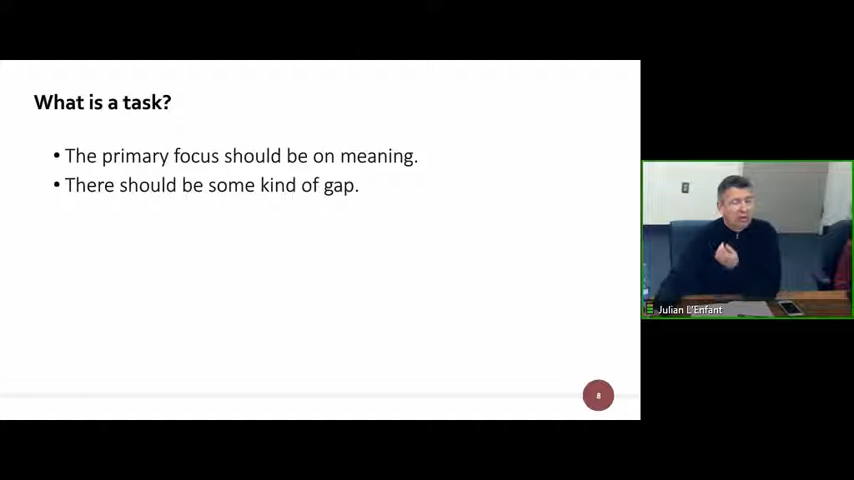 What is a task?
• The primary focus should be on meaning.
• There should be some kind of gap.
8
Julian L'Enfant